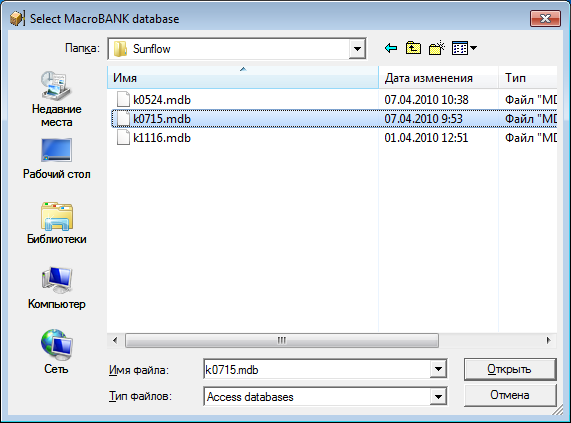 Select MacroBANK database
Папка: Sunflow
Имя Дата изменения Тип
k0524.mdb 07.04.2010 10:38 Файл "MD
k0715.mdb 07.04.2010 9:53 Файл "MD
k1116.mdb 01.04.2010 12:51 Файл "MD
Недавние
места
Рабочий стол
Библиотеки
Компьютер
Сеть
Имя файла: k0715.mdb Открыть
Тип файлов: Access databases Отмена